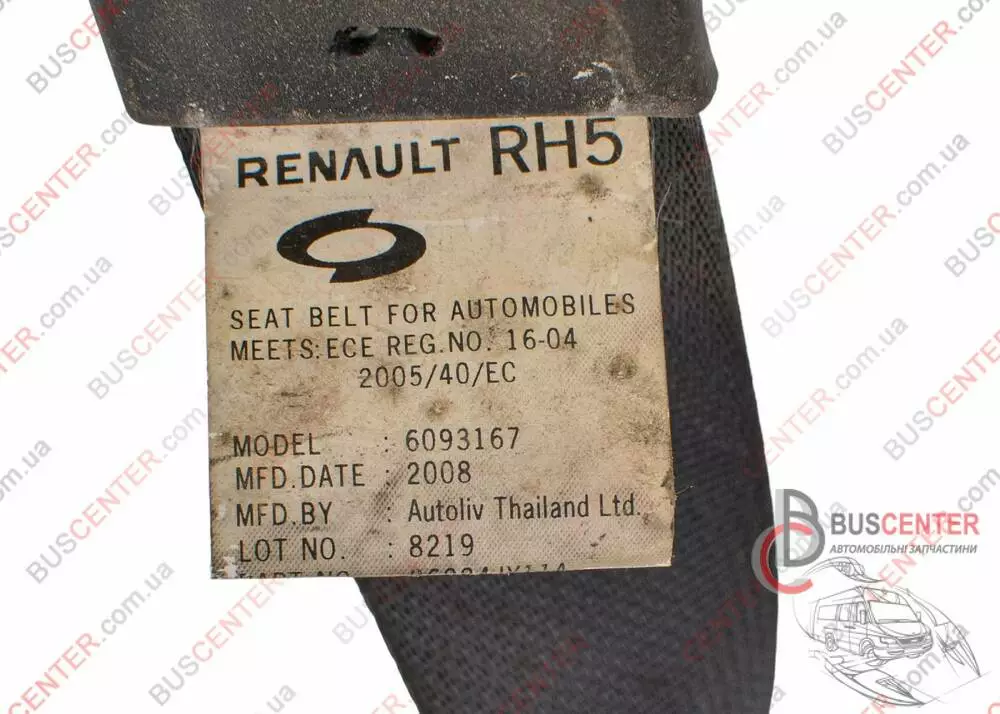 RENAULT RH5
SEAT BELT FOR AUTOMOBILES
MEETS: ECE REG. NO. 16-04
2005/40/EC
MODEL : 6093167
MFD. DATE : 2008
MFD. BY : Autoliv Thailand Ltd.
LOT NO. : 8219
BUSCENTER
АВТОМОБІЛЬНІ ЗАПЧАСТИНИ
BUSCENTER.com.ua